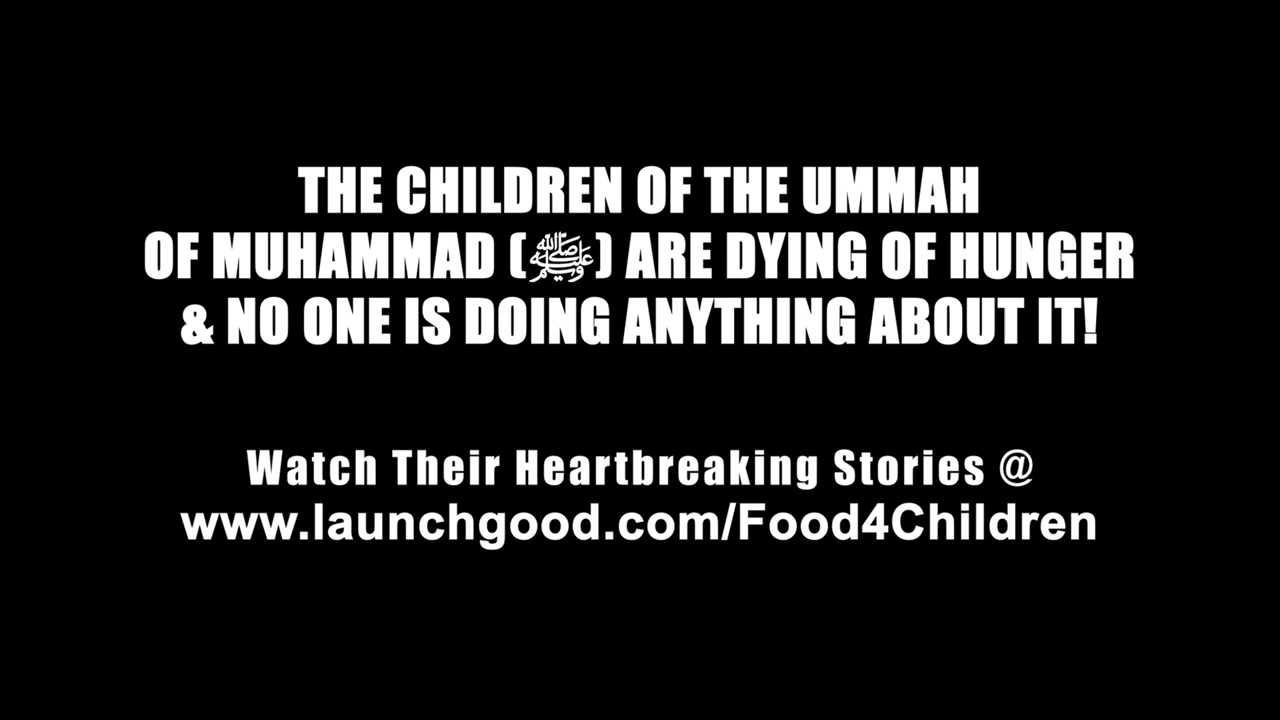 THE CHILDREN OF THE UMMAH
OF MUHAMMAD (ﷺ) ARE DYING OF HUNGER
& NO ONE IS DOING ANYTHING ABOUT IT!
Watch Their Heartbreaking Stories @
www.launchgood.com/Food4Children